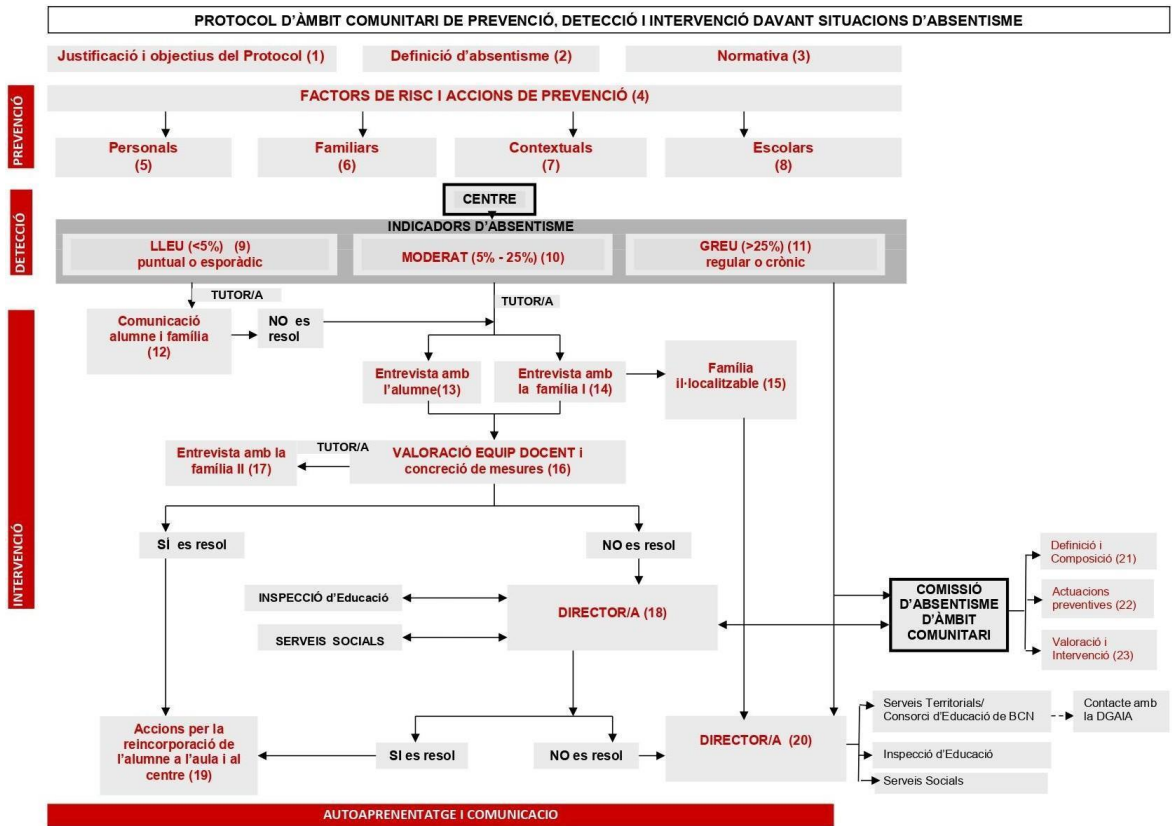 PROTOCOL D'ÀMBIT COMUNITARI DE PREVENCIÓ, DETECCIÓ I INTERVENCIÓ DAVANT SITUACIONS D'ABSENTISME
Justificació i objectius del Protocol (1)
Definició d'absentisme (2)
Normativa (3)
PREVENCIÓ
FACTORS DE RISC I ACCIONS DE PREVENCIÓ (4)
Personals
(5)
Familiars
(6)
Contextuals
(7)
Escolars
(8)
DETECCIÓ
CENTRE
INDICADORS D'ABSENTISME
LLEU (<5%) (9)
puntual o esporàdic
MODERAT (5% - 25%) (10)
GREU (>25%) (11)
regular o crònic
INTERVENCIÓ
TUTOR/A
TUTOR/A
Comunicació
alumne i família
(12)
NO es
resol
Entrevista amb
l'alumne(13)
Entrevista amb
la família I (14)
Família
il·localitzable (15)
Entrevista amb la
família II (17)
TUTOR/A
VALORACIÓ EQUIP DOCENT i
concreció de mesures (16)
SÍ es resol
NO es resol
INSPECCIÓ d'Educació
SERVEIS SOCIALS
DIRECTOR/A (18)
COMISSIÓ
D'ABSENTISME
D'ÀMBIT
COMUNITARI
Definició i
Composició (21)
Actuacions
preventives (22)
Valoració i
Intervenció (23)
Accions per la
reincorporació de
l'alumne a l'aula i al
centre (19)
SI es resol
NO es resol
DIRECTOR/A (20)
Serveis Territorials/
Consorci d'Educació de BCN
Contacte amb
la DGAIA
Inspecció d'Educació
Serveis Socials
AUTOAPRENENTATGE I COMUNICACIO